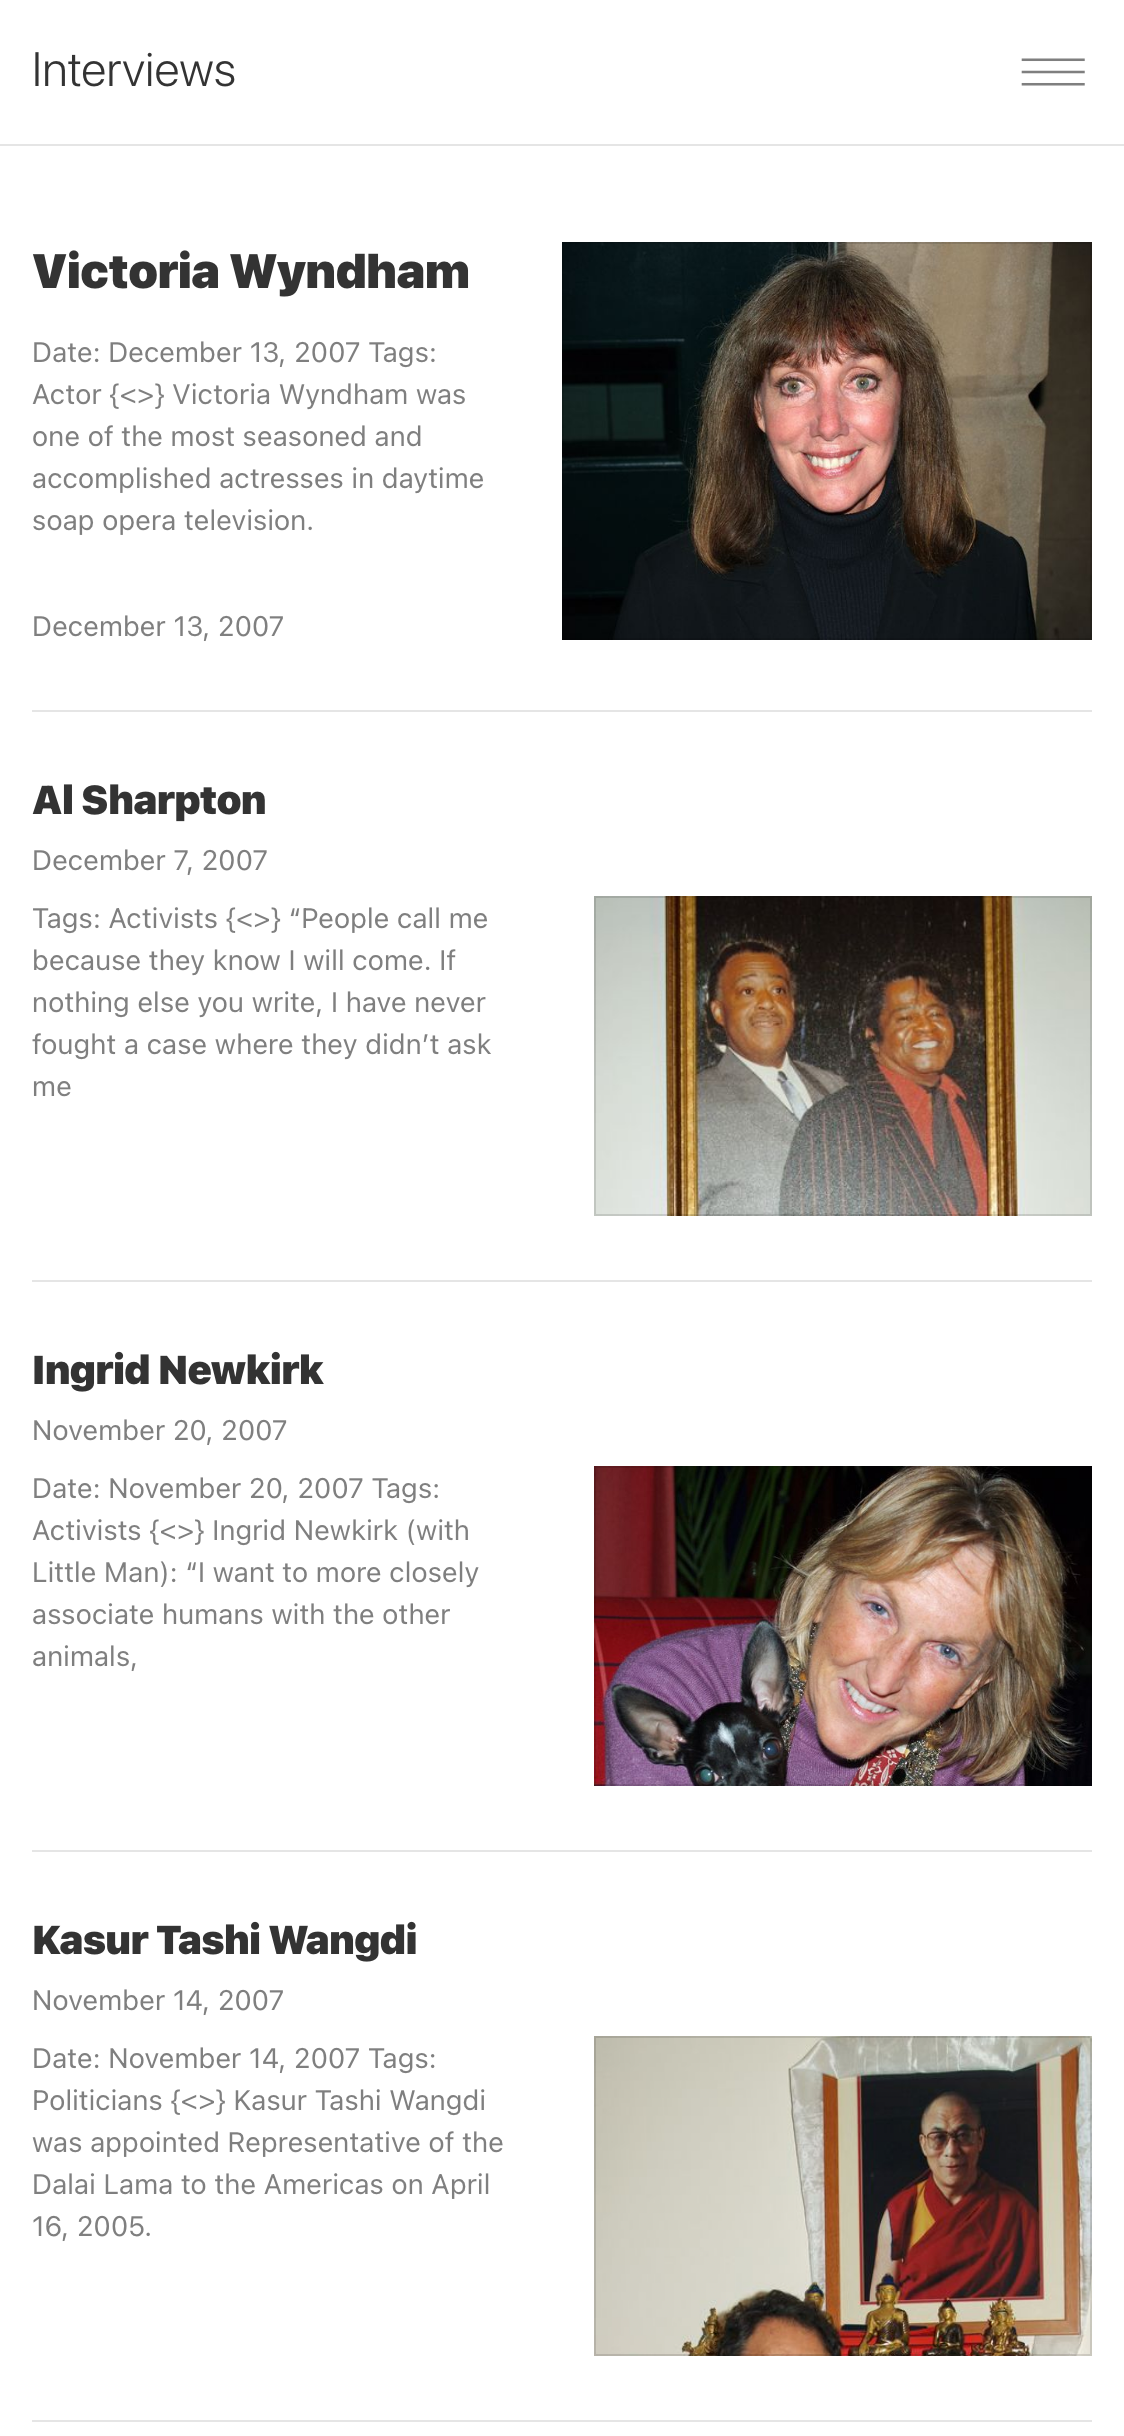 Interviews
Victoria Wyndham
Date: December 13, 2007 Tags:
Actor {<>} Victoria Wyndham was
one of the most seasoned and
accomplished actresses in daytime
soap opera television.
December 13, 2007
Al Sharpton
December 7, 2007
Tags: Activists {<>} “People call me
because they know I will come. If
nothing else you write, I have never
fought a case where they didn’t ask
me
Ingrid Newkirk
November 20, 2007
Date: November 20, 2007 Tags:
Activists {<>} Ingrid Newkirk (with
Little Man): “I want to more closely
associate humans with the other
animals,
Kasur Tashi Wangdi
November 14, 2007
Date: November 14, 2007 Tags:
Politicians {<>} Kasur Tashi Wangdi
was appointed Representative of the
Dalai Lama to the Americas on April
16, 2005.